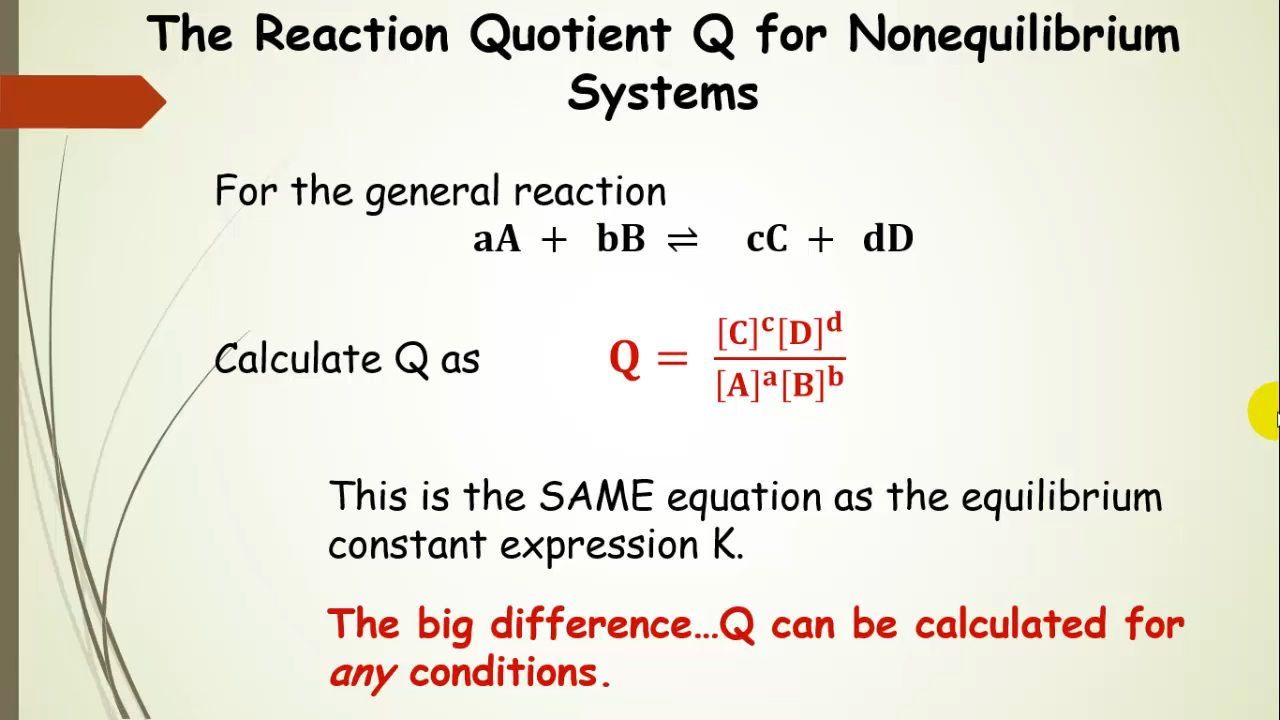 The Reaction Quotient Q for Nonequilibrium
Systems
For the general reaction
aA + bB ⇌ cC + dD
Calculate Q as Q = [C]ᶜ[D]ᵈ / [A]ᵃ[B]ᵇ
This is the SAME equation as the equilibrium
constant expression K.
The big difference...Q can be calculated for
any conditions.